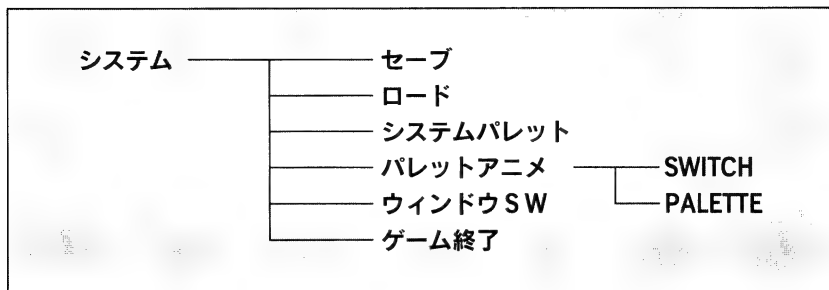 システム セーブ
ロード
システムパレット
パレットアニメ SWITCH
ウィンドウSW PALETTE
ゲーム終了